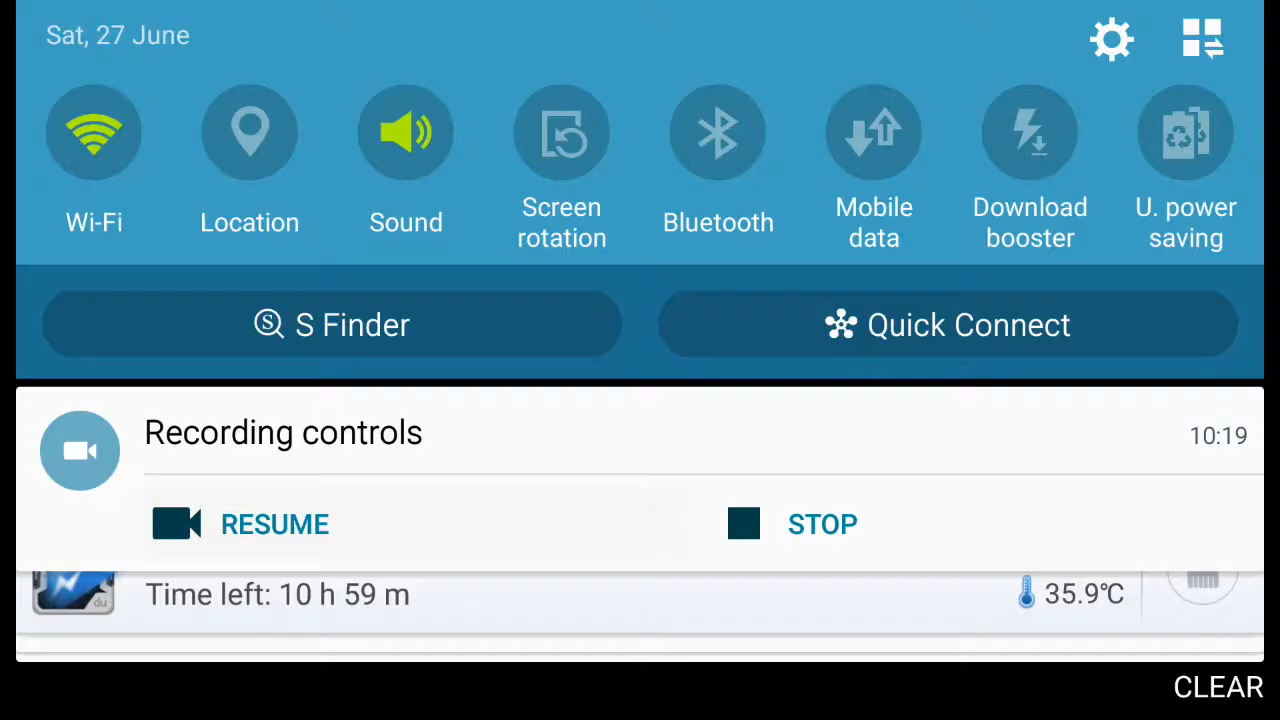 Sat, 27 June
Wi-Fi
Location
Sound
Screen
rotation
Bluetooth
Mobile
data
Download
booster
U. power
saving
S Finder
Quick Connect
Recording controls
10:19
RESUME
STOP
Time left: 10 h 59 m
35.9℃
du
CLEAR